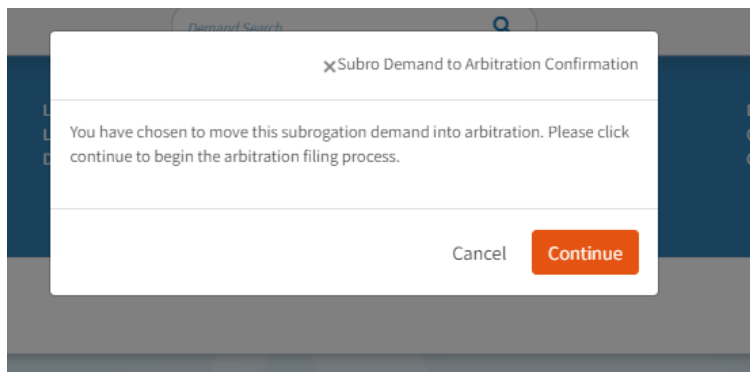 Demand Search
×Subro Demand to Arbitration Confirmation
L
L
D
You have chosen to move this subrogation demand into arbitration. Please click
continue to begin the arbitration filing process.
Cancel
Continue